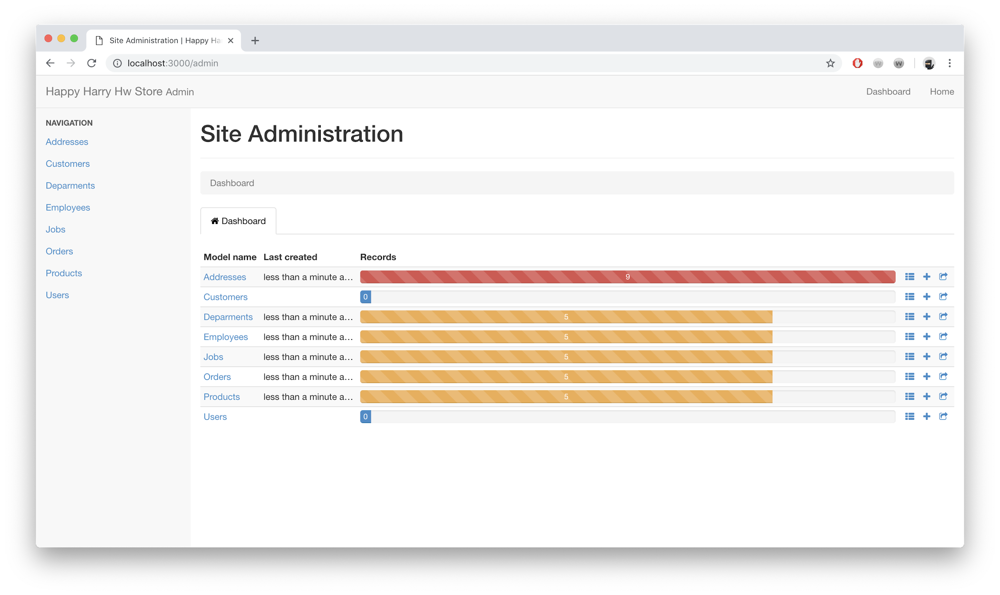 Site Administration | Happy Ha
localhost:3000/admin
Happy Harry Hw Store Admin
Dashboard Home
NAVIGATION
Addresses
Customers
Deparments
Employees
Jobs
Orders
Products
Users
Site Administration
Dashboard
Dashboard
Model name Last created Records
Addresses less than a minute a… 9
Customers 0
Deparments less than a minute a… 5
Employees less than a minute a… 5
Jobs less than a minute a… 5
Orders less than a minute a… 5
Products less than a minute a… 5
Users 0